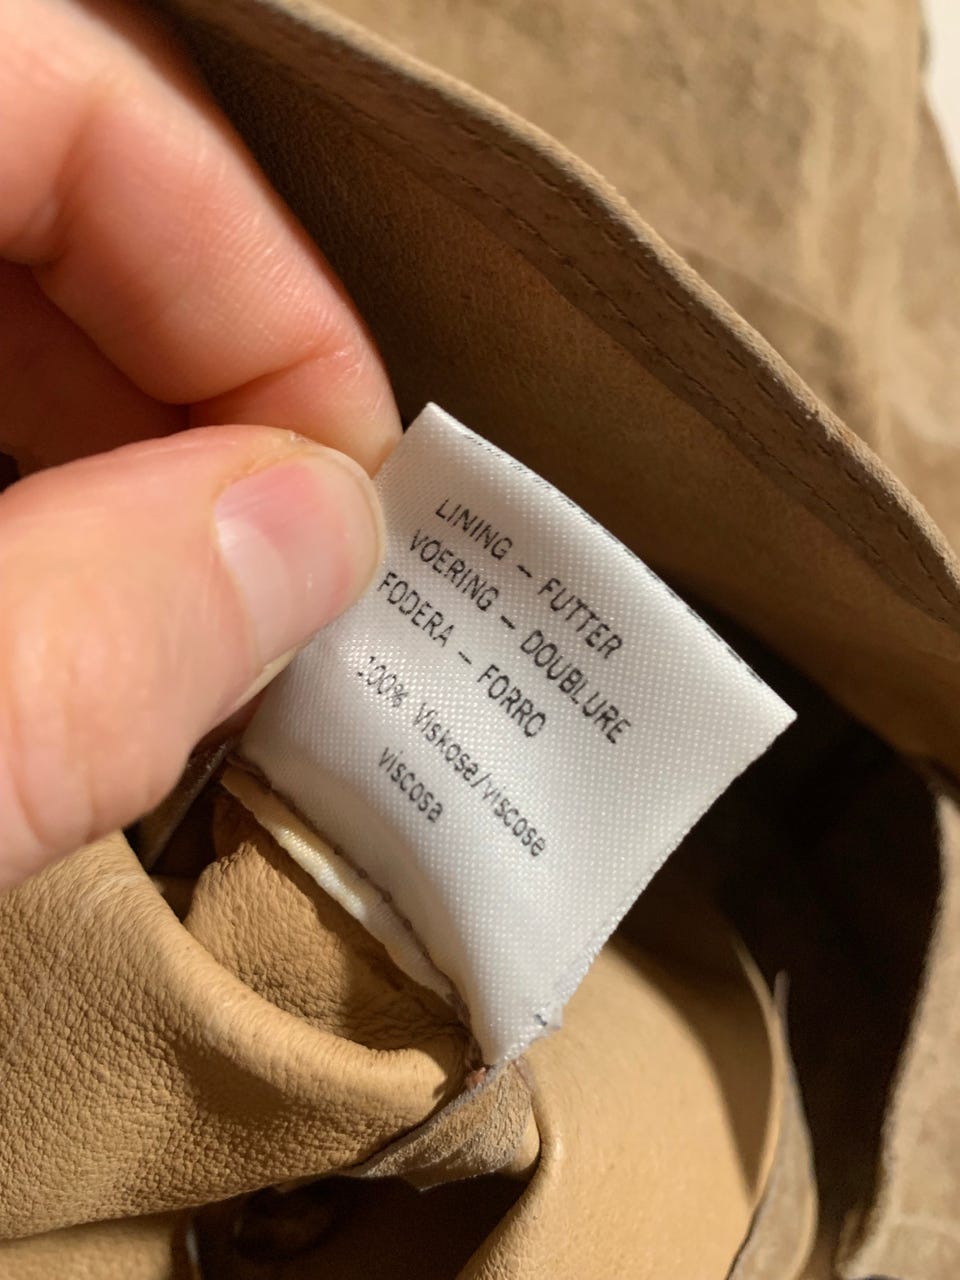 LINING – FUTTER
VOERING – DOUBLURE
FODERA – FORRO
100% Viskose/viscose
viscosa